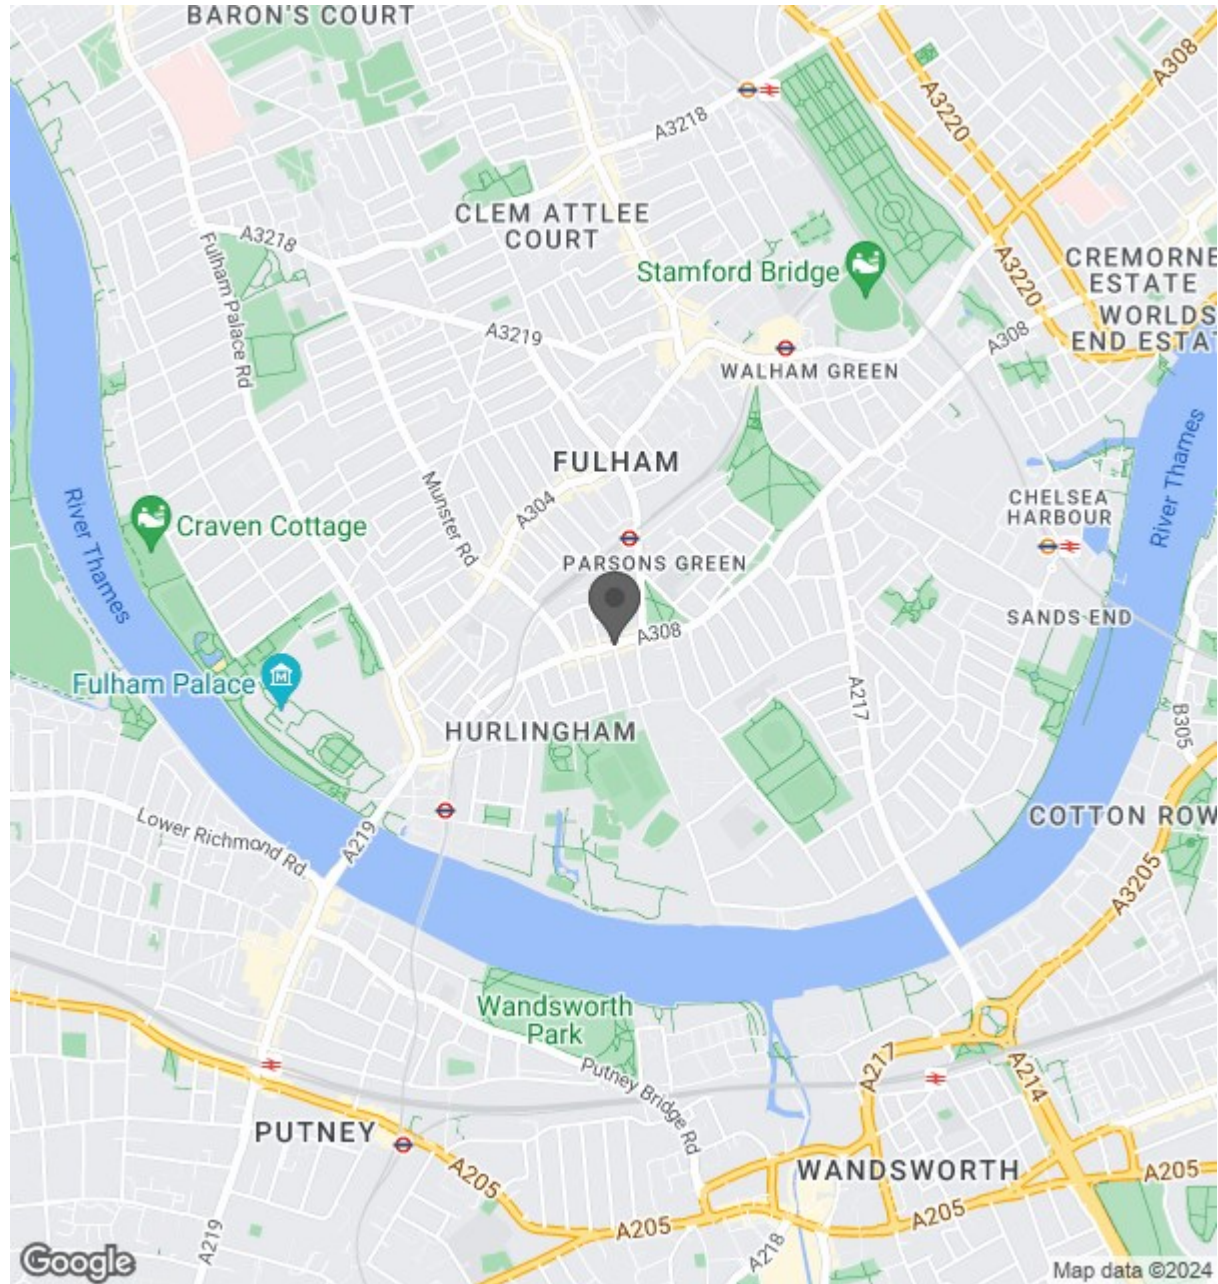 BARON'S COURT
A308
A3220
A3218
CLEM ATTLEE
COURT
A3218
Fulham Palace Rd
Stamford Bridge
A3220
CREMORNE
ESTATE
WORLDS
END ESTAT
A3219
A308
WALHAM GREEN
FULHAM
River Thames
Munster Rd
A304
CHELSEA
HARBOUR
River Thames
Craven Cottage
PARSONS GREEN
SANDS END
A308
Fulham Palace
M
A217
B305
HURLINGHAM
Lower Richmond Rd
A219
COTTON ROW
A3205
Wandsworth
Park
A217
A214
Putney Bridge Rd
PUTNEY
A205
WANDSWORTH
A205
A205
A205
A219
A218
Google
Map data ©2024